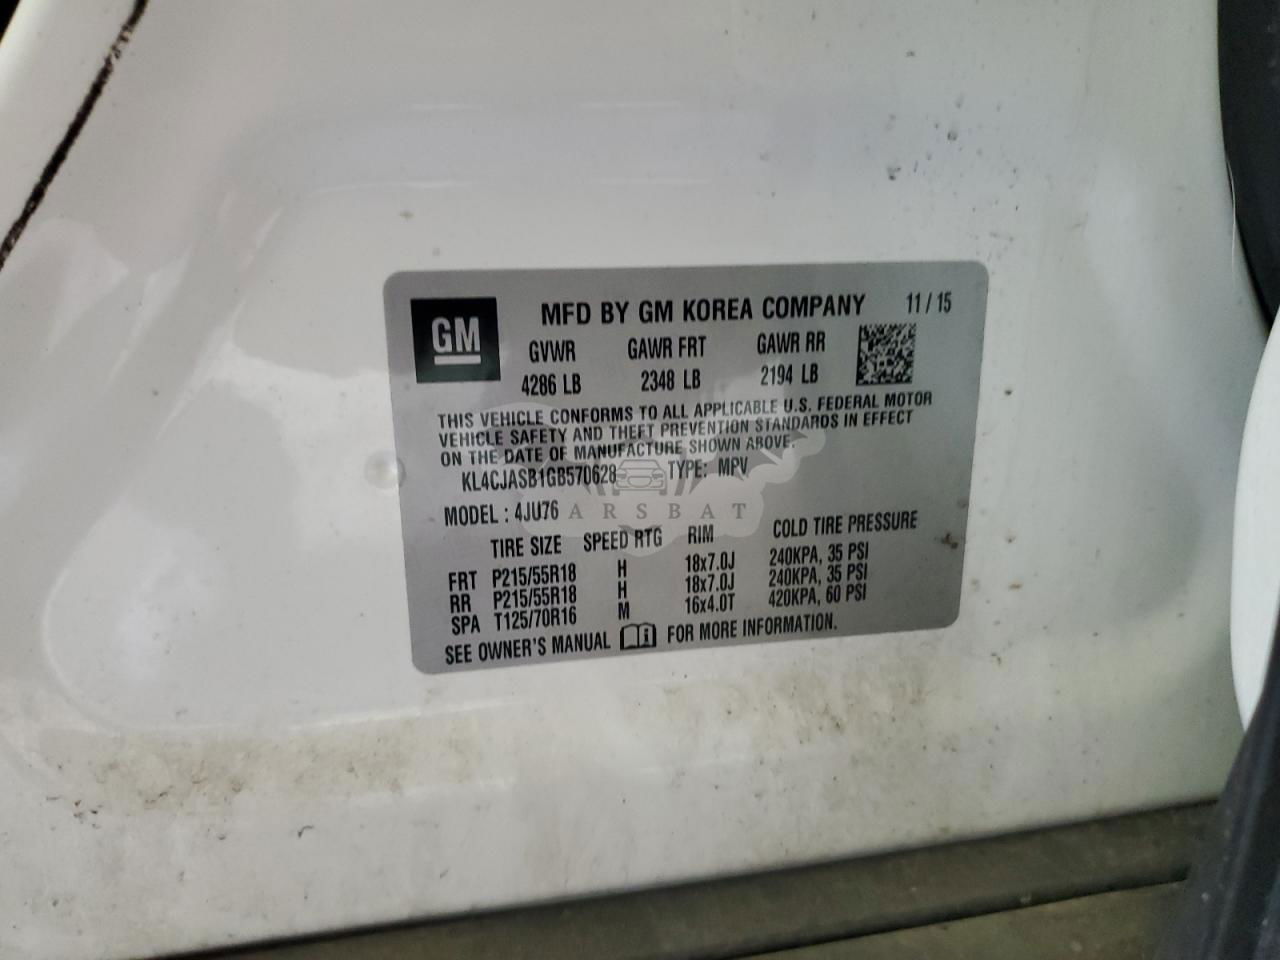 GM
MFD BY GM KOREA COMPANY 11 / 15
GVWR GAWR FRT GAWR RR
4286 LB 2348 LB 2194 LB
THIS VEHICLE CONFORMS TO ALL APPLICABLE U.S. FEDERAL MOTOR
VEHICLE SAFETY AND THEFT PREVENTION STANDARDS IN EFFECT
ON THE DATE OF MANUFACTURE SHOWN ABOVE.
KL4CJASB1GB570628 TYPE: MPV
MODEL : 4JU76
ARSBAT
TIRE SIZE SPEED RTG RIM COLD TIRE PRESSURE
FRT P215/55R18 H 18x7.0J 240KPA, 35 PSI
RR P215/55R18 H 18x7.0J 240KPA, 35 PSI
SPA T125/70R16 M 16x4.0T 420KPA, 60 PSI
SEE OWNER'S MANUAL FOR MORE INFORMATION.